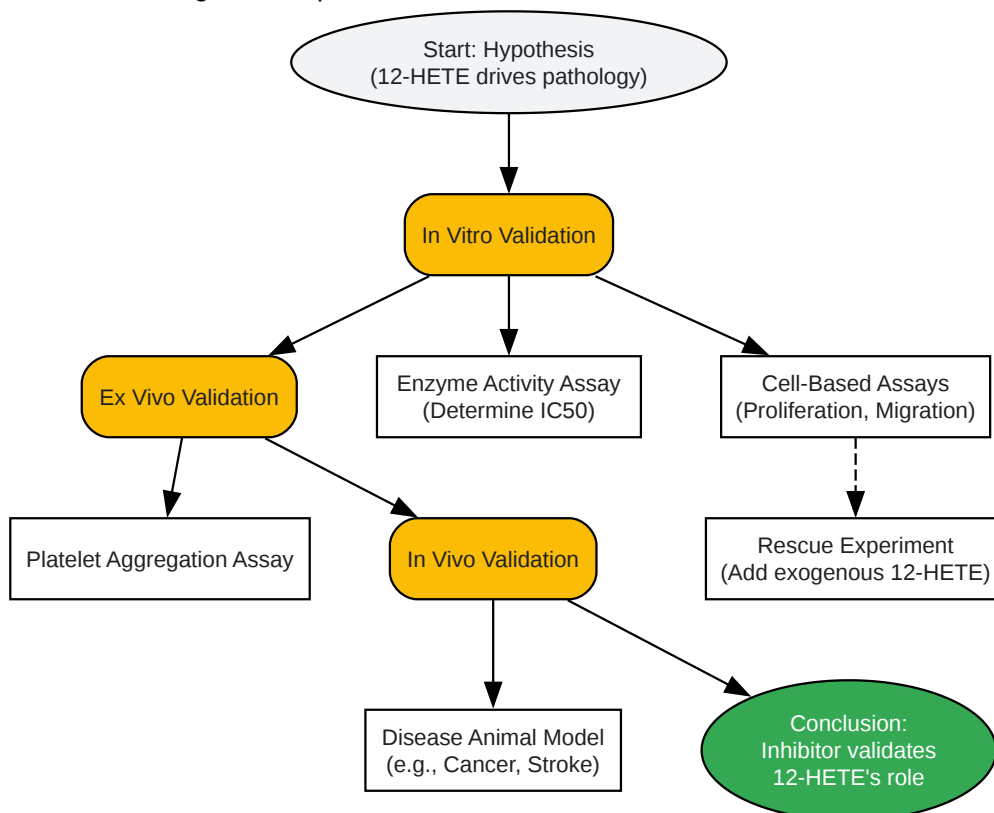 Start: Hypothesis
(12-HETE drives pathology)
In Vitro Validation
Ex Vivo Validation
Enzyme Activity Assay
(Determine IC50)
Cell-Based Assays
(Proliferation, Migration)
Platelet Aggregation Assay
In Vivo Validation
Rescue Experiment
(Add exogenous 12-HETE)
Disease Animal Model
(e.g., Cancer, Stroke)
Conclusion:
Inhibitor validates
12-HETE's role